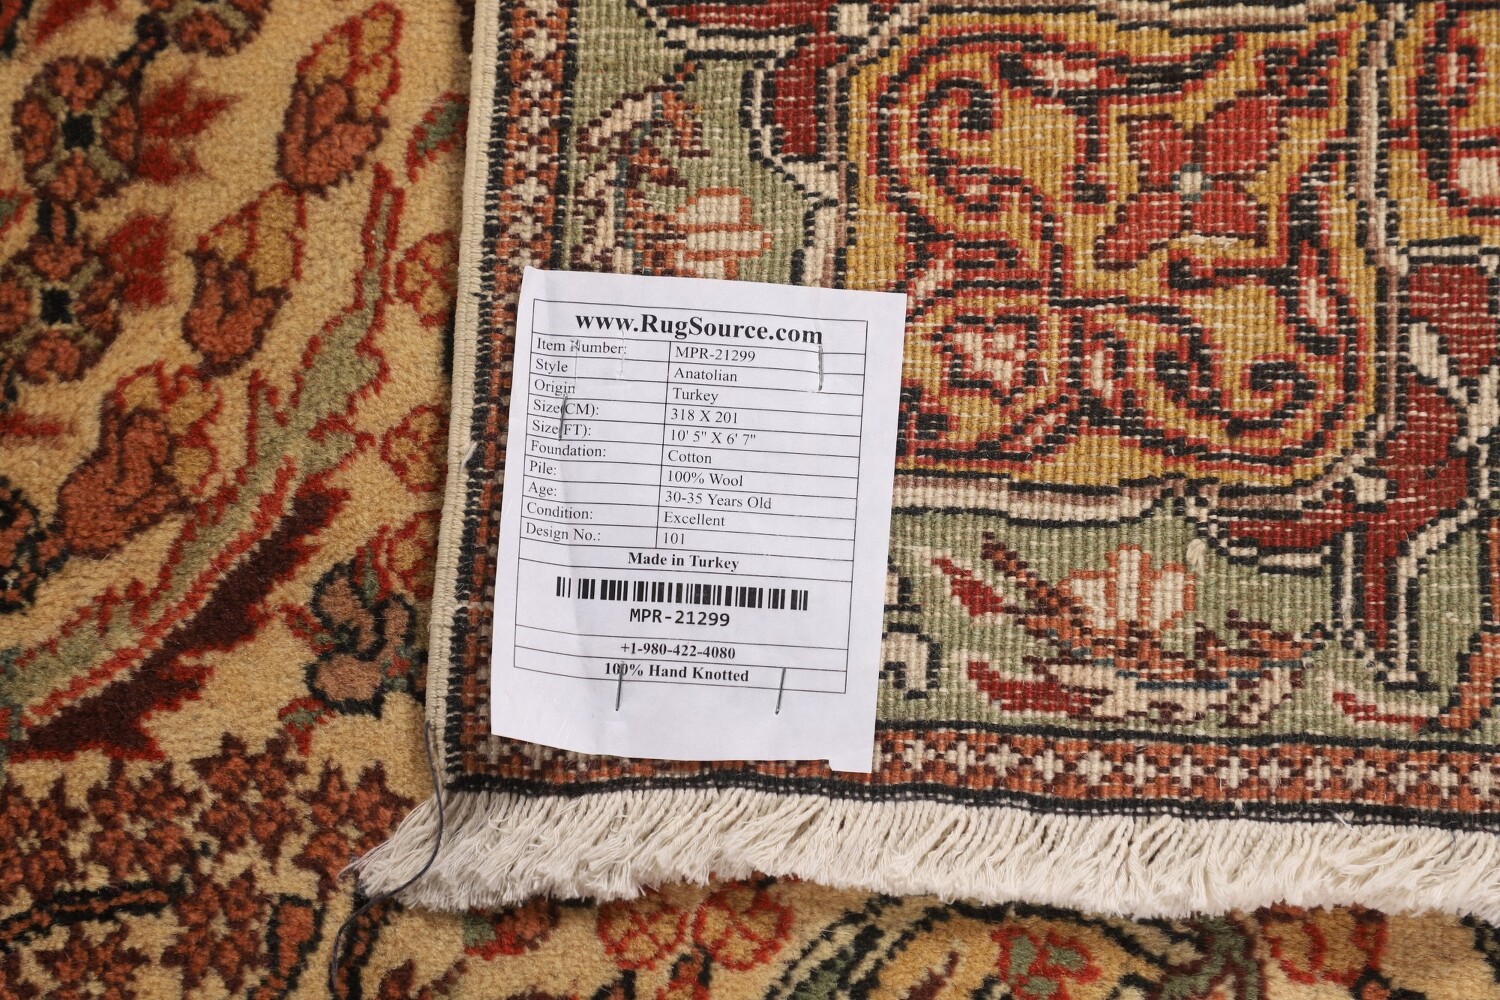 www.RugSource.com
Item Number: MPR-21299
Style Anatolian
Origin Turkey
Size(CM): 318 X 201
Size(FT): 10' 5" X 6' 7"
Foundation: Cotton
Pile: 100% Wool
Age: 30-35 Years Old
Condition: Excellent
Design No.: 101
Made in Turkey
MPR-21299
+1-980-422-4080
100% Hand Knotted